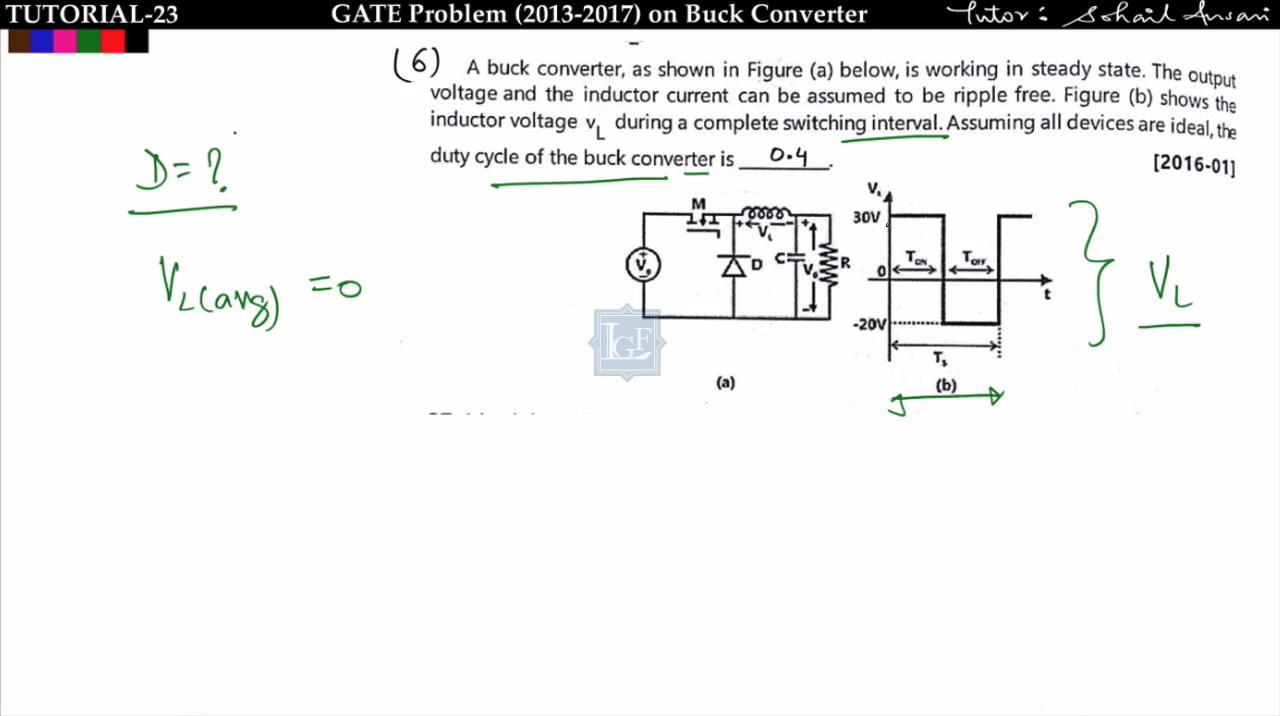 TUTORIAL-23 GATE Problem (2013-2017) on Buck Converter Tutor: Sohail Ansari
(6) A buck converter, as shown in Figure (a) below, is working in steady state. The output
voltage and the inductor current can be assumed to be ripple free. Figure (b) shows the
inductor voltage vL during a complete switching interval. Assuming all devices are ideal, the
duty cycle of the buck converter is 0.4.
[2016-01]
D = ?
VL(avg) = 0
M
+ VL -
Vs
D
C
+
Vo
-
R
(a)
VL
30V
TON TOFF
0
t
-20V
Ts
(b)
VL
LGF